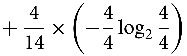 + 4/14 × ( − 4/4 log₂ 4/4 )